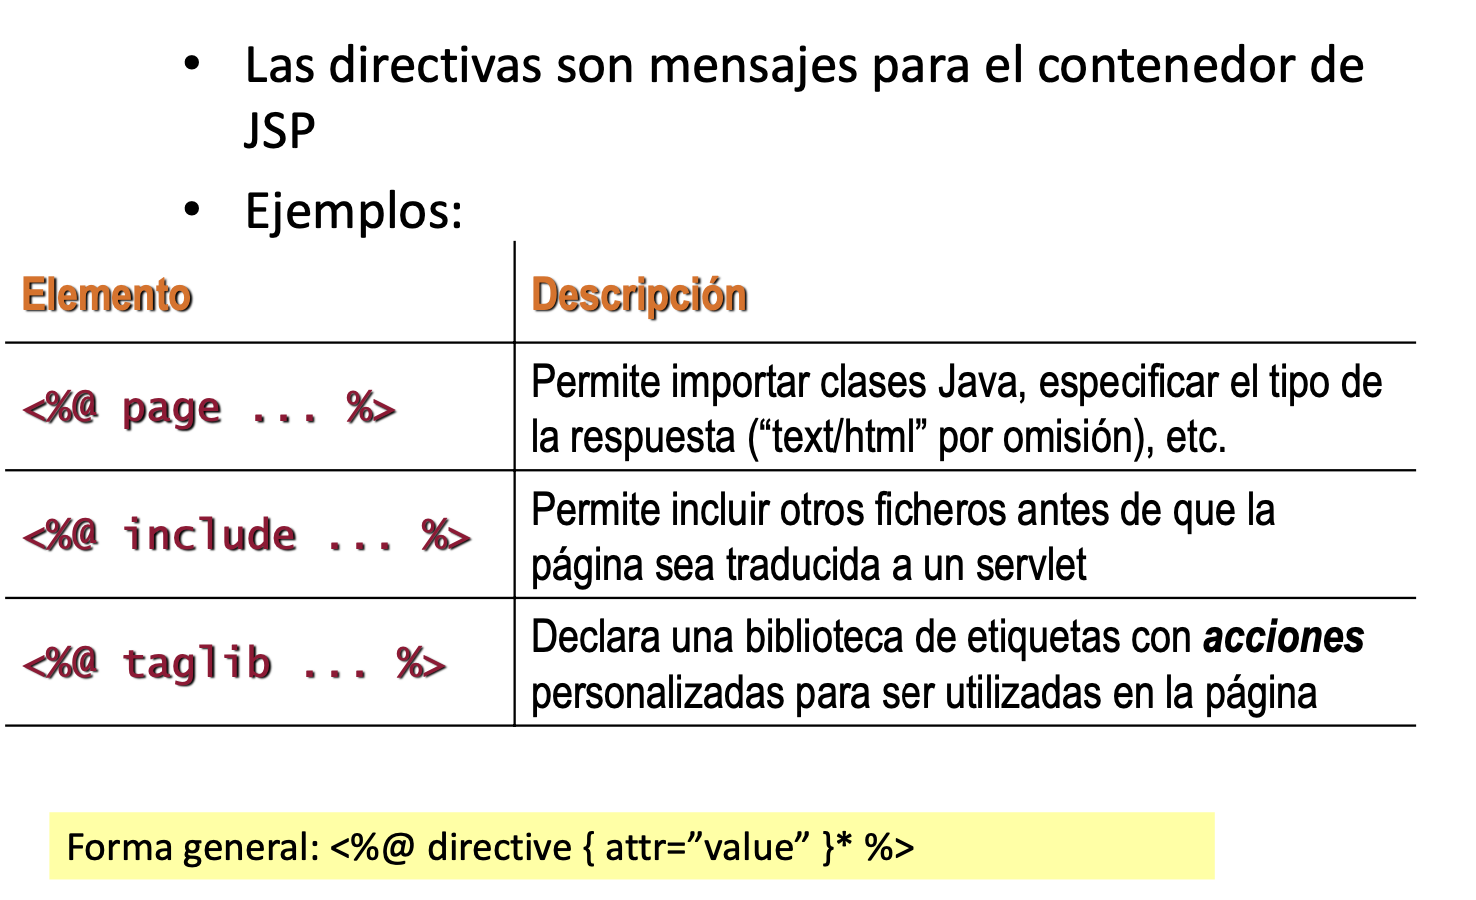 • Las directivas son mensajes para el contenedor de
JSP
• Ejemplos:
Elemento Descripción
<%@ page ... %> Permite importar clases Java, especificar el tipo de
la respuesta (“text/html” por omisión), etc.
<%@ include ... %> Permite incluir otros ficheros antes de que la
página sea traducida a un servlet
<%@ taglib ... %> Declara una biblioteca de etiquetas con acciones
personalizadas para ser utilizadas en la página
Forma general: <%@ directive { attr=”value” }* %>